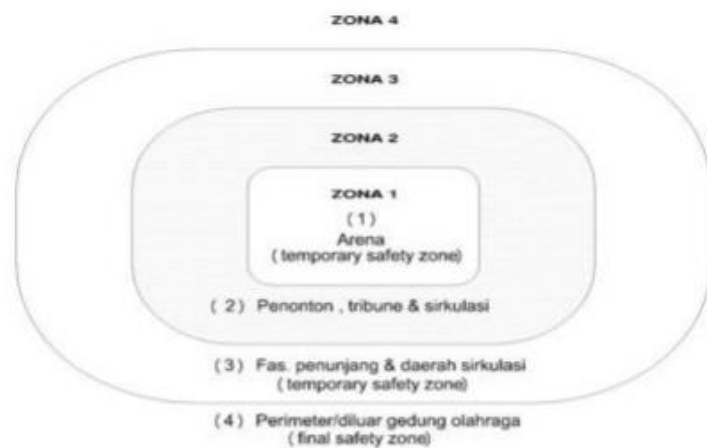 ZONA 4
ZONA 3
ZONA 2
ZONA 1
( 1 )
Arena
( temporary safety zone)
( 2 ) Penonton , tribune & sirkulasi
( 3 ) Fas. penunjang & daerah sirkulasi
( temporary safety zone)
( 4 ) Perimeter/diluar gedung olahraga
( final safety zone)